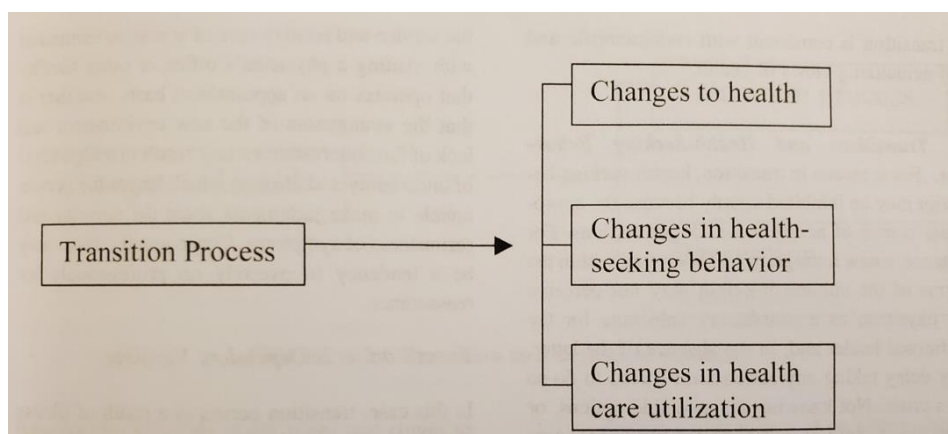 Transition Process
Changes to health
Changes in health-
seeking behavior
Changes in health
care utilization